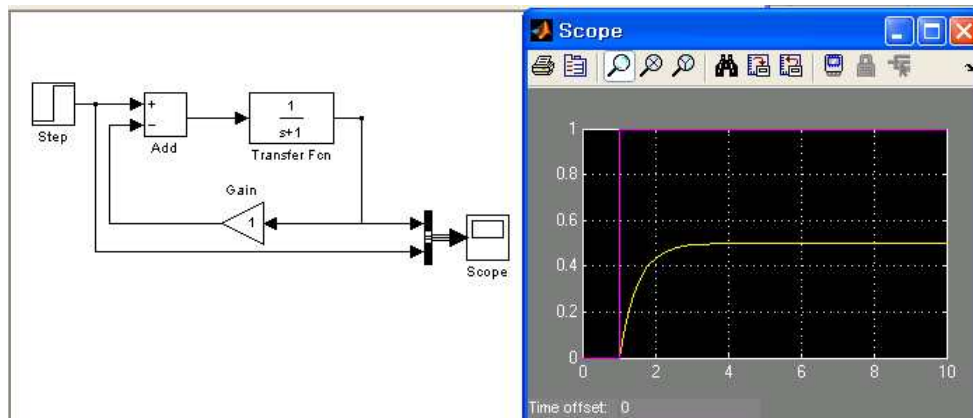 Step
+
−
Add
1
s+1
Transfer Fcn
Gain
1
Scope
Scope
1
0.8
0.6
0.4
0.2
0
0 2 4 6 8 10
Time offset: 0